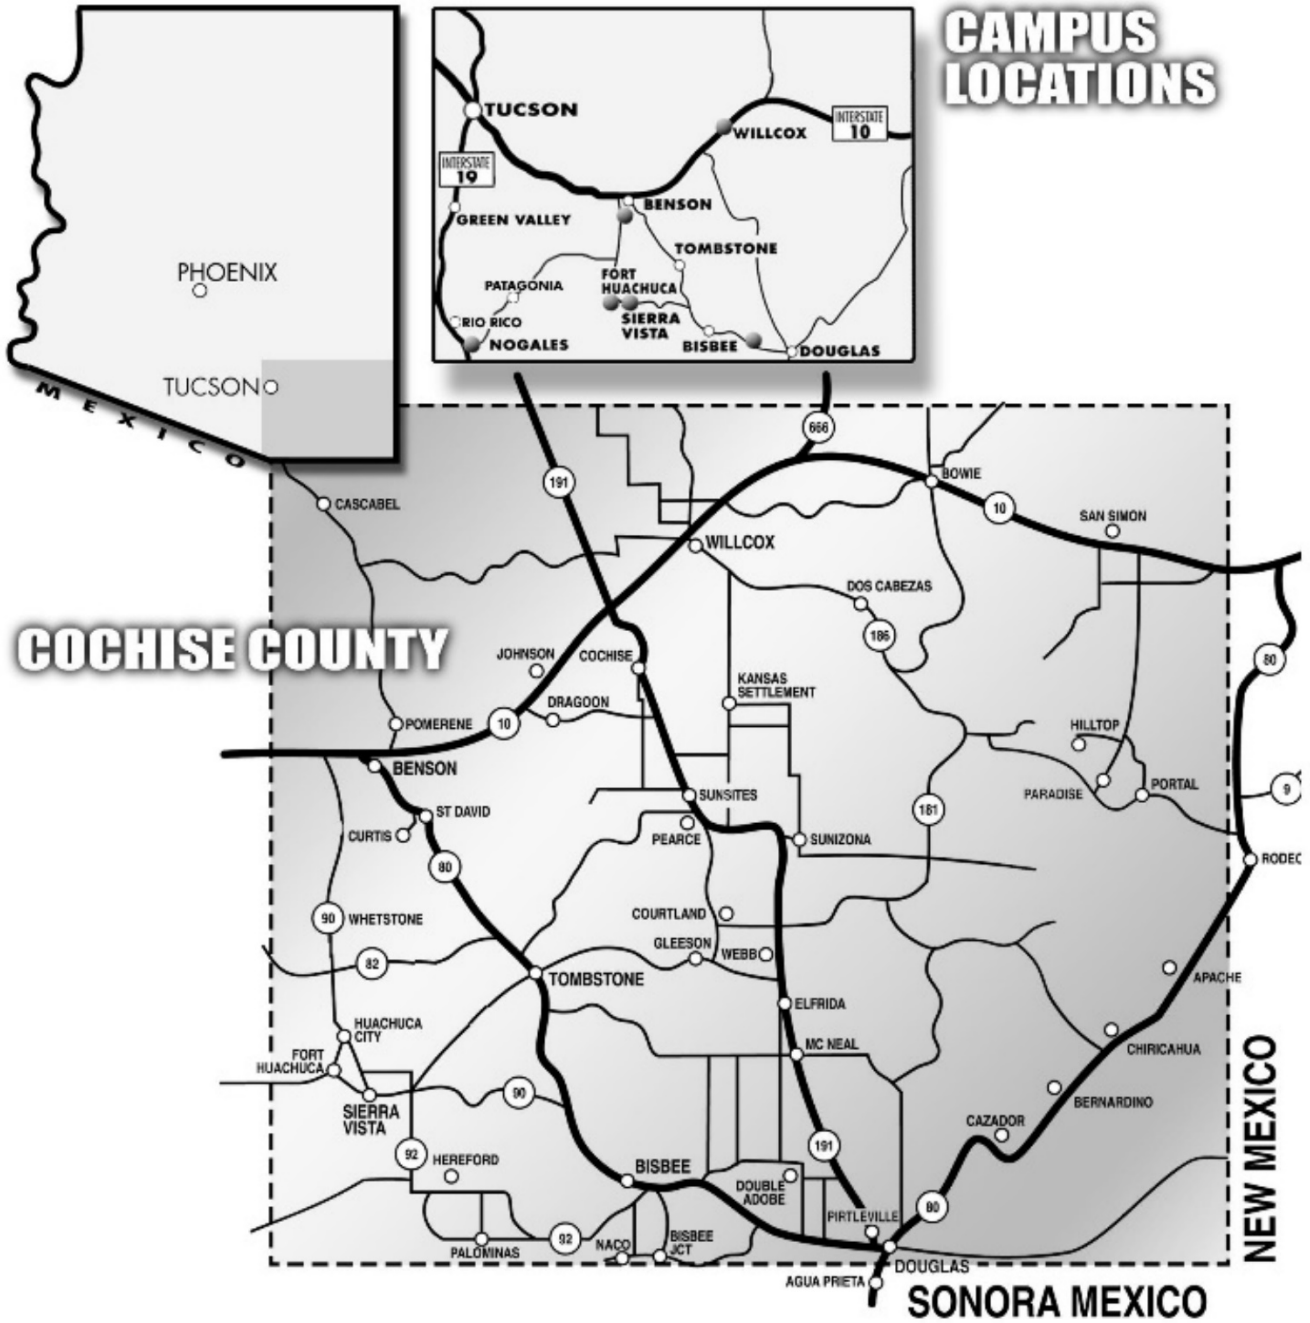 CAMPUS
LOCATIONS
PHOENIX
TUCSON
MEXICO
TUCSON
INTERSTATE
19
GREEN VALLEY
WILLCOX
INTERSTATE
10
BENSON
TOMBSTONE
PATAGONIA
FORT
HUACHUCA
SIERRA
VISTA
RIO RICO
NOGALES
BISBEE
DOUGLAS
COCHISE COUNTY
666
191
CASCABEL
BOWIE
10
SAN SIMON
WILLCOX
DOS CABEZAS
186
80
JOHNSON
COCHISE
KANSAS
SETTLEMENT
DRAGOON
POMERENE
10
HILLTOP
BENSON
PARADISE
PORTAL
9
SUNSITES
181
ST DAVID
CURTIS
PEARCE
SUNIZONA
80
RODEO
90
WHETSTONE
COURTLAND
GLEESON
WEBB
82
TOMBSTONE
APACHE
ELFRIDA
HUACHUCA
CITY
MC NEAL
CHIRICAHUA
FORT
HUACHUCA
SIERRA
VISTA
90
BERNARDINO
CAZADOR
191
92
HEREFORD
BISBEE
DOUBLE
ADOBE
80
PIRTLEVILLE
92
PALOMINAS
NACO
BISBEE
JCT
DOUGLAS
AGUA PRIETA
NEW MEXICO
SONORA MEXICO